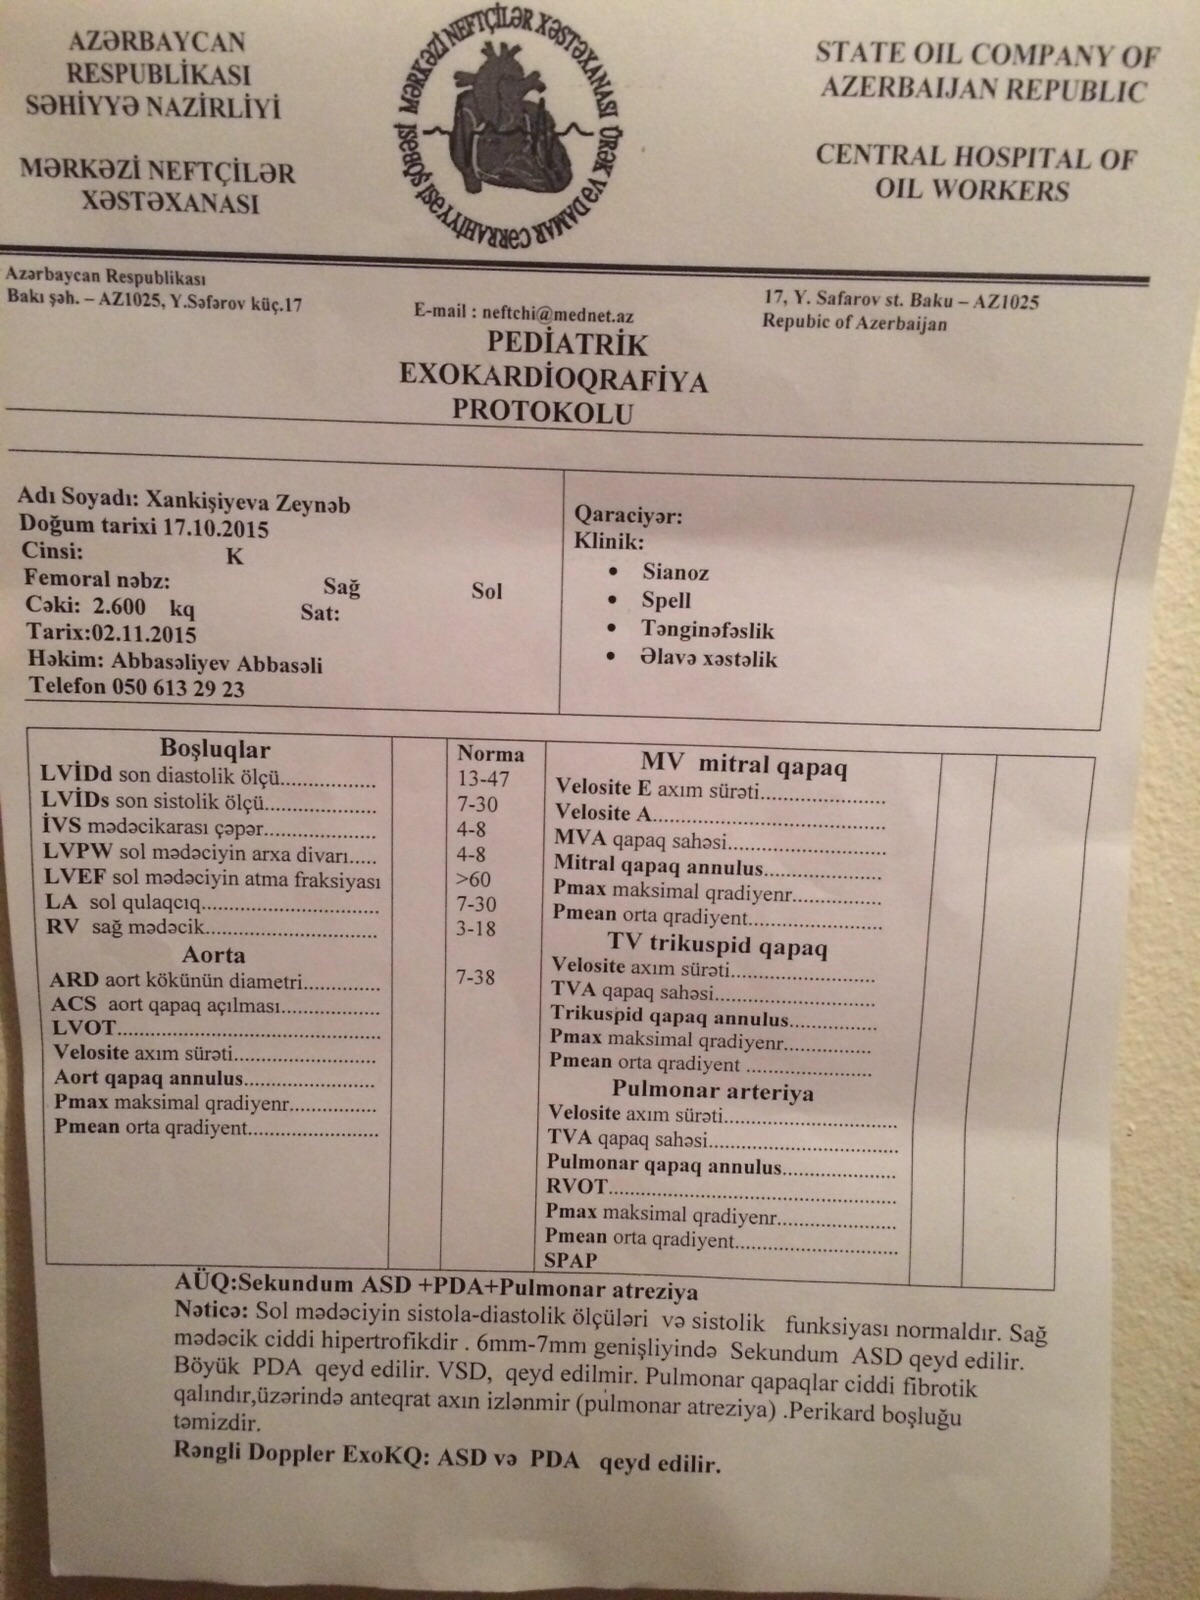 AZƏRBAYCAN
RESPUBLİKASI
SƏHİYYƏ NAZİRLİYİ
MƏRKƏZİ NEFTÇİLƏR
XƏSTƏXANASI
MƏRKƏZİ NEFTÇİLƏR XƏSTƏXANASI ÜRƏK VƏ DAMAR CƏRRAHİYYƏSİ ŞÖBƏSİ
STATE OIL COMPANY OF
AZERBAIJAN REPUBLIC
CENTRAL HOSPITAL OF
OIL WORKERS
Azərbaycan Respublikası
Bakı şəh. – AZ1025, Y.Səfərov küç.17
E-mail : neftchi@mednet.az
17, Y. Safarov st. Baku – AZ1025
Repubic of Azerbaijan
PEDİATRİK
EXOKARDİOQRAFİYA
PROTOKOLU
Adı Soyadı: Xankişiyeva Zeynəb
Doğum tarixi 17.10.2015
Cinsi: K
Femoral nəbz: Sağ Sol
Cəki: 2.600 kq Sat:
Tarix:02.11.2015
Həkim: Abbasəliyev Abbasəli
Telefon 050 613 29 23
Qaraciyər:
Klinik:
• Sianoz
• Spell
• Tənginəfəslik
• Əlavə xəstəlik
Boşluqlar Norma
LVİDd son diastolik ölçü................ 13-47
LVİDs son sistolik ölçü................... 7-30
İVS mədəcikarası çəpər................... 4-8
LVPW sol mədəciyin arxa divarı..... 4-8
LVEF sol mədəciyin atma fraksiyası >60
LA sol qulaqcıq.............................. 7-30
RV sağ mədəcik............................. 3-18
Aorta
ARD aort kökünün diametri............. 7-38
ACS aort qapaq açılması................
LVOT...........................................
Velosite axım sürəti.......................
Aort qapaq annulus......................
Pmax maksimal qradiyenr..............
Pmean orta qradiyent.....................
MV mitral qapaq
Velosite E axım sürəti....................
Velosite A.....................................
MVA qapaq sahəsi..........................
Mitral qapaq annulus...................
Pmax maksimal qradiyenr..............
Pmean orta qradiyent.....................
TV trikuspid qapaq
Velosite axım sürəti.......................
TVA qapaq sahəsi..........................
Trikuspid qapaq annulus..............
Pmax maksimal qradiyenr..............
Pmean orta qradiyent ....................
Pulmonar arteriya
Velosite axım sürəti............................
TVA qapaq sahəsi..............................
Pulmonar qapaq annulus..................
RVOT..............................................
Pmax maksimal qradiyenr...................
Pmean orta qradiyent..........................
SPAP
AÜQ:Sekundum ASD +PDA+Pulmonar atreziya
Nəticə: Sol mədəciyin sistola-diastolik ölçüləri və sistolik funksiyası normaldır. Sağ
mədəcik ciddi hipertrofikdir . 6mm-7mm genişliyində Sekundum ASD qeyd edilir.
Böyük PDA qeyd edilir. VSD, qeyd edilmir. Pulmonar qapaqlar ciddi fibrotik
qalındır,üzərində anteqrat axın izlənmir (pulmonar atreziya) .Perikard boşluğu
təmizdir.
Rəngli Doppler ExoKQ: ASD və PDA qeyd edilir.